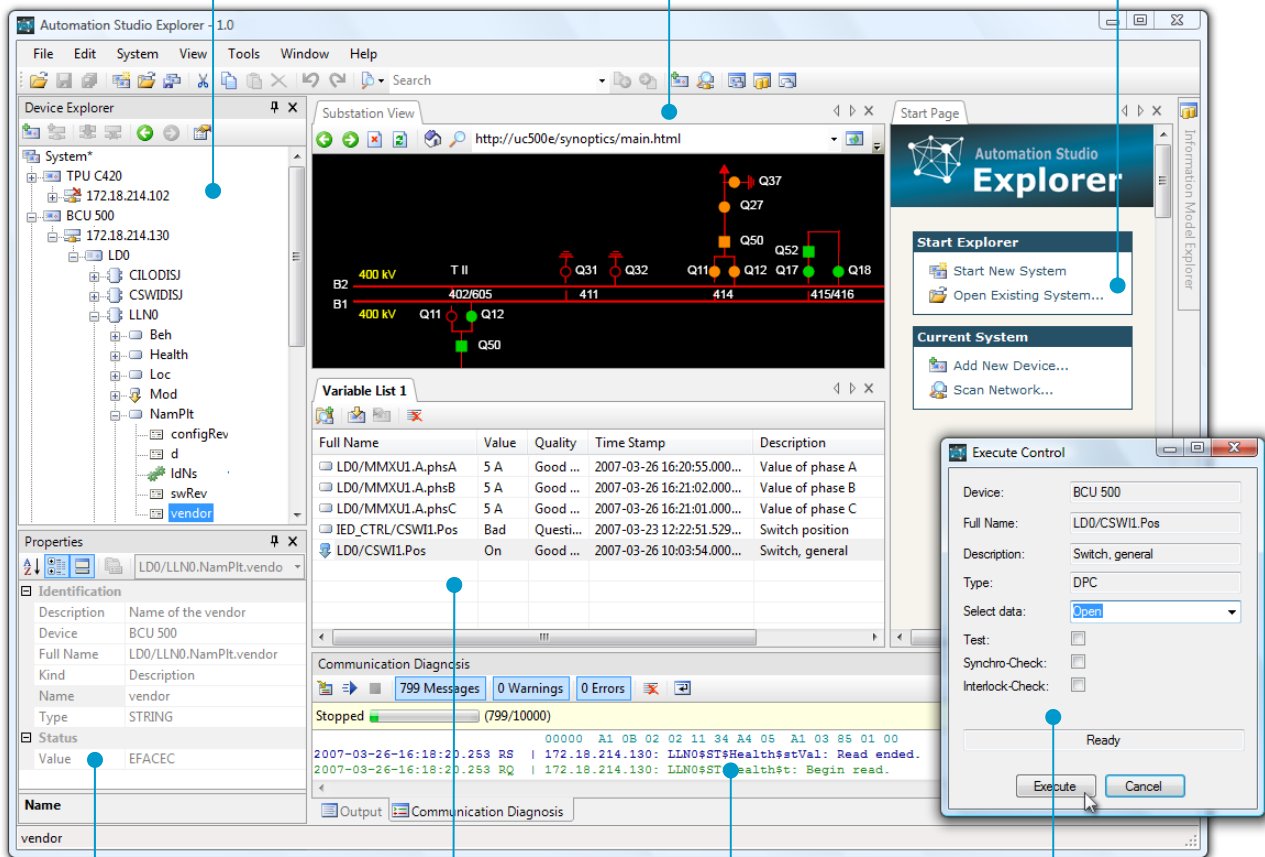 Automation Studio Explorer - 1.0
File Edit System View Tools Window Help
Search
Device Explorer
System*
TPU C420
172.18.214.102
BCU 500
172.18.214.130
LD0
CILODISJ
CSWIDISJ
LLN0
Beh
Health
Loc
Mod
NamPlt
configRev
d
ldNs
swRev
vendor
Properties
LD0/LLN0.NamPlt.vendo
Identification
Description Name of the vendor
Device BCU 500
Full Name LD0/LLN0.NamPlt.vendor
Kind Description
Name vendor
Type STRING
Status
Value EFACEC
Name
vendor
Substation View
http://uc500e/synoptics/main.html
Q37
Q27
Q50
Q52
400 kV T II Q31 Q32 Q11 Q12 Q17 Q18
B2
402/605 411 414 415/416
B1
400 kV Q11 Q12
Q50
Variable List 1
Full Name Value Quality Time Stamp Description
LD0/MMXU1.A.phsA 5 A Good ... 2007-03-26 16:20:55.000... Value of phase A
LD0/MMXU1.A.phsB 5 A Good ... 2007-03-26 16:21:02.000... Value of phase B
LD0/MMXU1.A.phsC 5 A Good ... 2007-03-26 16:21:01.000... Value of phase C
IED_CTRL/CSWI1.Pos Bad Questi... 2007-03-23 12:22:51.529... Switch position
LD0/CSWI1.Pos On Good ... 2007-03-26 10:03:54.000... Switch, general
Communication Diagnosis
799 Messages 0 Warnings 0 Errors
Stopped (799/10000)
00000 A1 0B 02 02 11 34 A4 05 A1 03 85 01 00
2007-03-26-16:18:20.253 RS | 172.18.214.130: LLN0$ST$Health$stVal: Read ended.
2007-03-26-16:18:20.253 RQ | 172.18.214.130: LLN0$ST$Health$t: Begin read.
Output Communication Diagnosis
Start Page
Automation Studio
Explorer
Start Explorer
Start New System
Open Existing System...
Current System
Add New Device...
Scan Network...
Information Model Explorer
Execute Control
Device: BCU 500
Full Name: LD0/CSWI1.Pos
Description: Switch, general
Type: DPC
Select data: Open
Test:
Synchro-Check:
Interlock-Check:
Ready
Execute Cancel